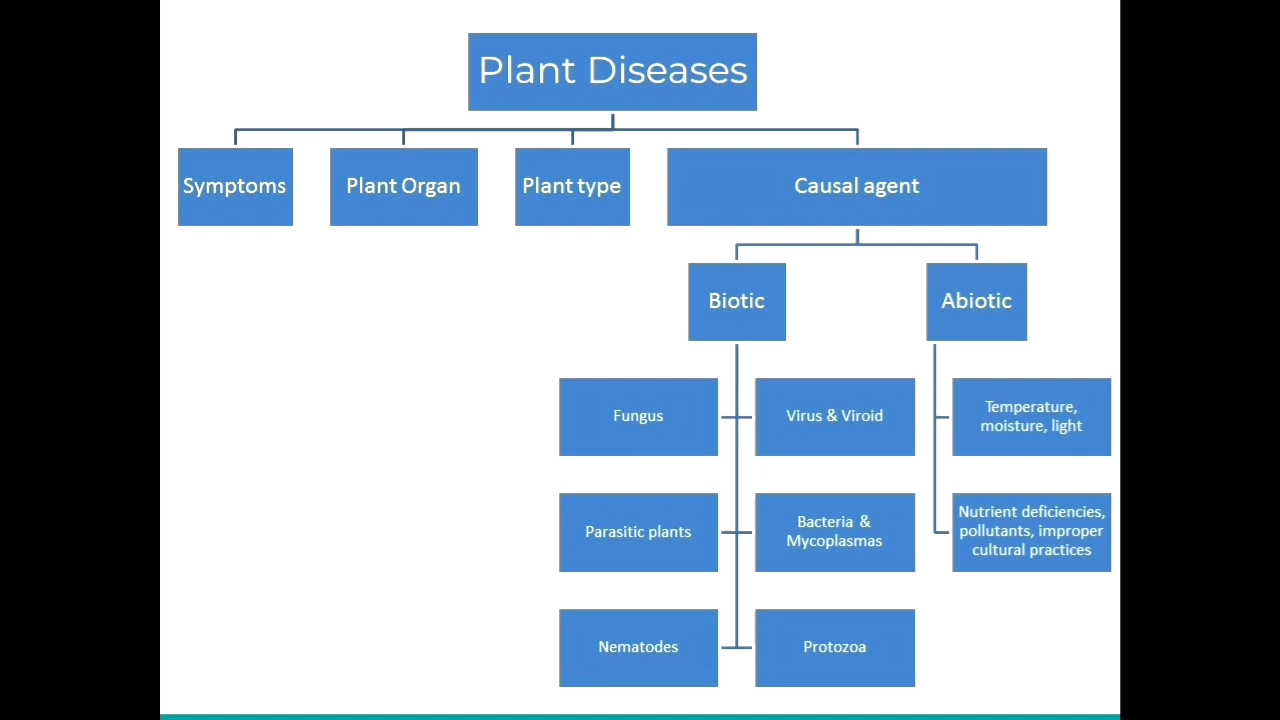 Plant Diseases
Symptoms
Plant Organ
Plant type
Causal agent
Biotic
Abiotic
Fungus
Virus & Viroid
Temperature,
moisture, light
Parasitic plants
Bacteria &
Mycoplasmas
Nutrient deficiencies,
pollutants, improper
cultural practices
Nematodes
Protozoa